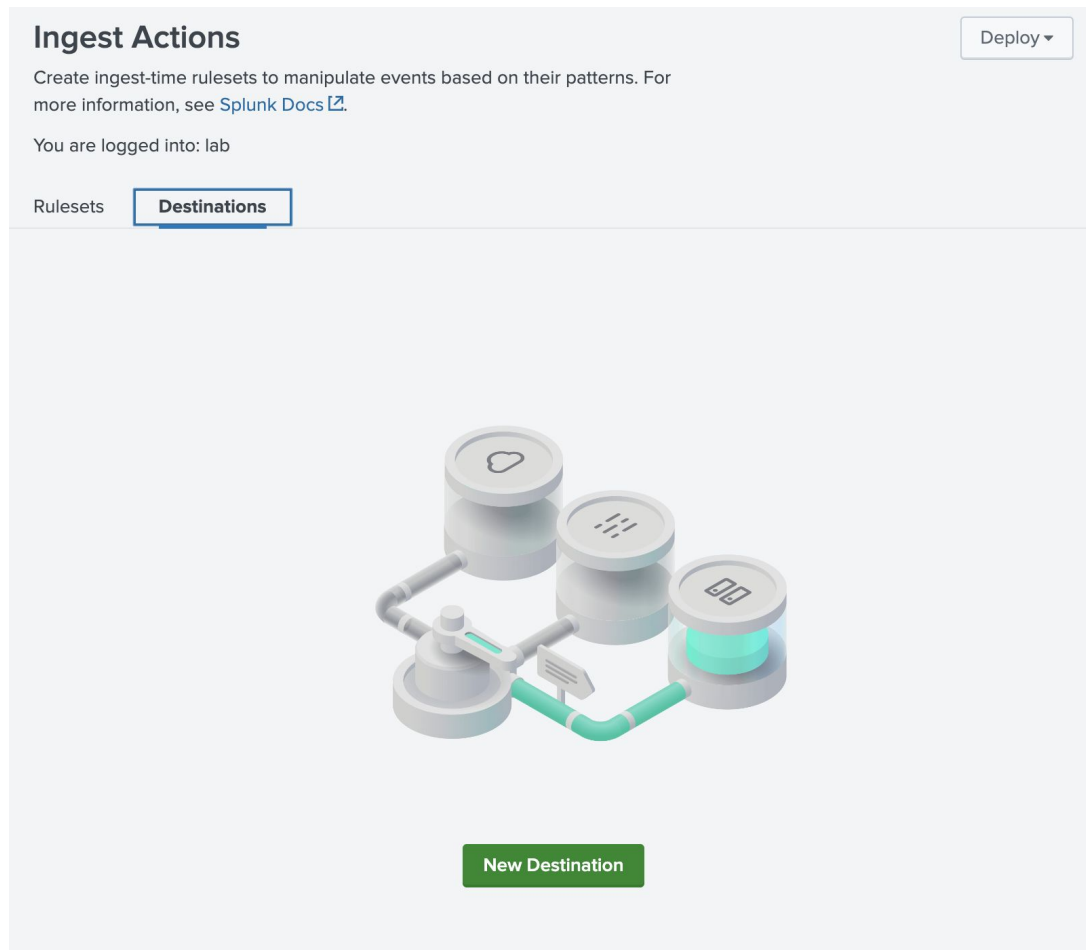 Ingest Actions
Deploy
Create ingest-time rulesets to manipulate events based on their patterns. For
more information, see Splunk Docs.
You are logged into: lab
Rulesets
Destinations
New Destination